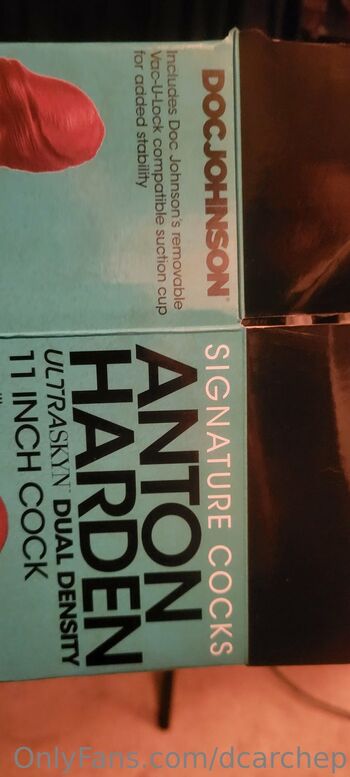 DOC JOHNSON®
Includes Doc Johnson's removable
Vac-U-Lock compatible suction cup
for added stability
SIGNATURE COCKS
ANTON
HARDEN
ULTRASKYN DUAL DENSITY
11 INCH COCK
OnlyFans.com/dcarchep